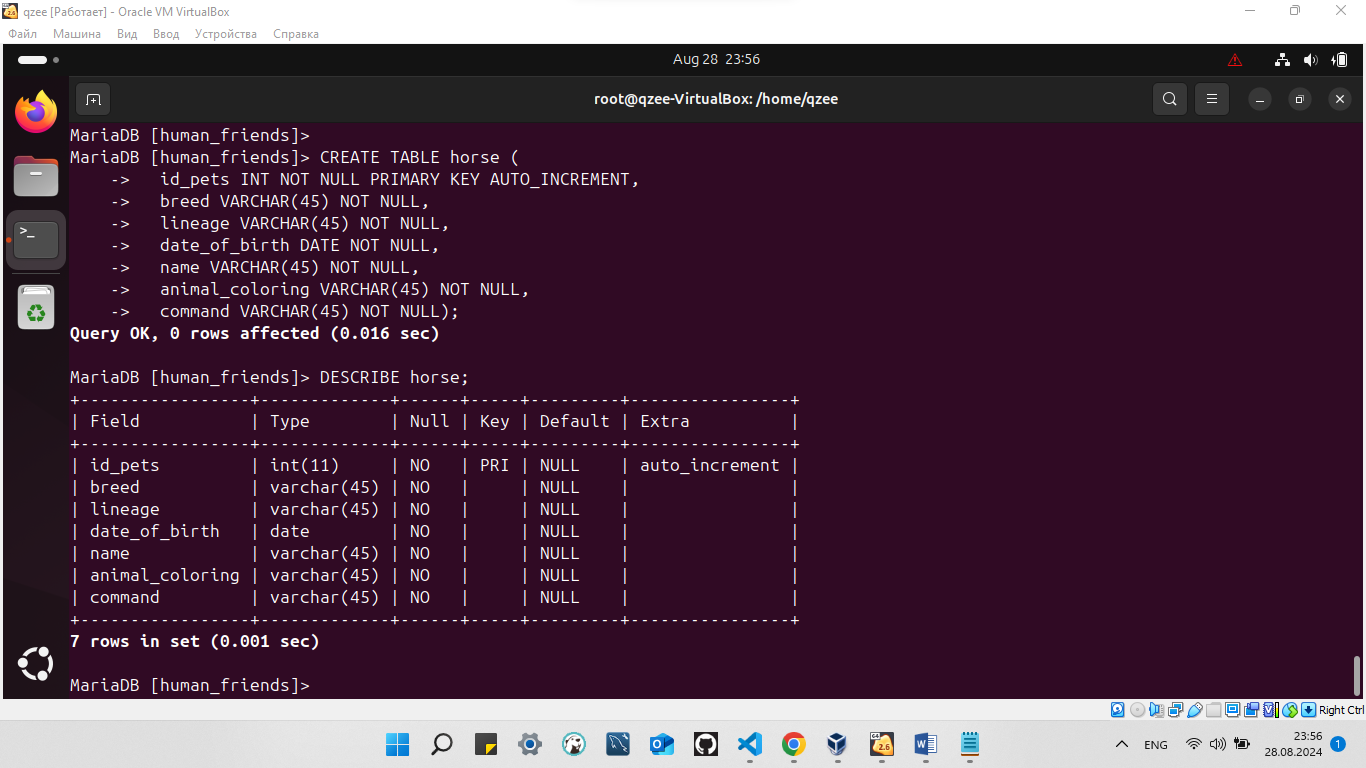 qzee [Работает] - Oracle VM VirtualBox
Файл Машина Вид Ввод Устройства Справка
Aug 28 23:56
root@qzee-VirtualBox: /home/qzee
MariaDB [human_friends]>
MariaDB [human_friends]> CREATE TABLE horse (
    ->   id_pets INT NOT NULL PRIMARY KEY AUTO_INCREMENT,
    ->   breed VARCHAR(45) NOT NULL,
    ->   lineage VARCHAR(45) NOT NULL,
    ->   date_of_birth DATE NOT NULL,
    ->   name VARCHAR(45) NOT NULL,
    ->   animal_coloring VARCHAR(45) NOT NULL,
    ->   command VARCHAR(45) NOT NULL);
Query OK, 0 rows affected (0.016 sec)
MariaDB [human_friends]> DESCRIBE horse;
+-----------------+-------------+------+-----+---------+----------------+
| Field           | Type        | Null | Key | Default | Extra          |
+-----------------+-------------+------+-----+---------+----------------+
| id_pets         | int(11)     | NO   | PRI | NULL    | auto_increment |
| breed           | varchar(45) | NO   |     | NULL    |                |
| lineage         | varchar(45) | NO   |     | NULL    |                |
| date_of_birth   | date        | NO   |     | NULL    |                |
| name            | varchar(45) | NO   |     | NULL    |                |
| animal_coloring | varchar(45) | NO   |     | NULL    |                |
| command         | varchar(45) | NO   |     | NULL    |                |
+-----------------+-------------+------+-----+---------+----------------+
7 rows in set (0.001 sec)
MariaDB [human_friends]>
Right Ctrl
ENG
23:56
28.08.2024
1
2.6